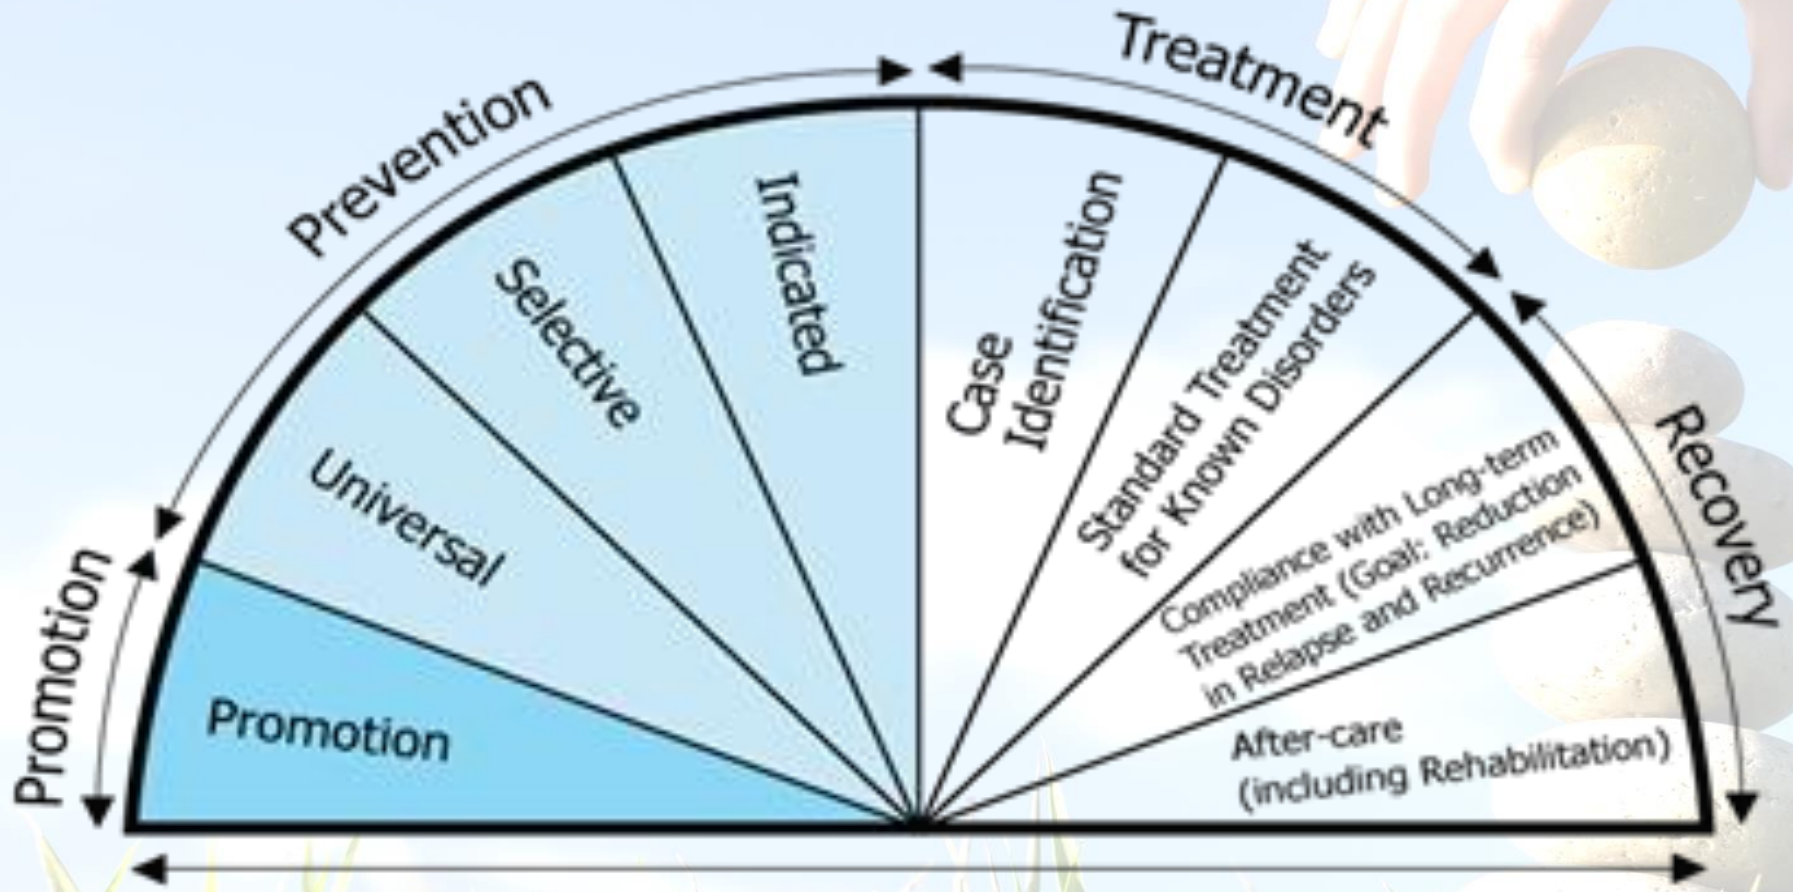 Promotion
Prevention
Treatment
Recovery
Promotion
Universal
Selective
Indicated
Case
Identification
Standard Treatment
for Known Disorders
Compliance with Long-term
Treatment (Goal: Reduction
in Relapse and Recurrence)
After-care
(including Rehabilitation)